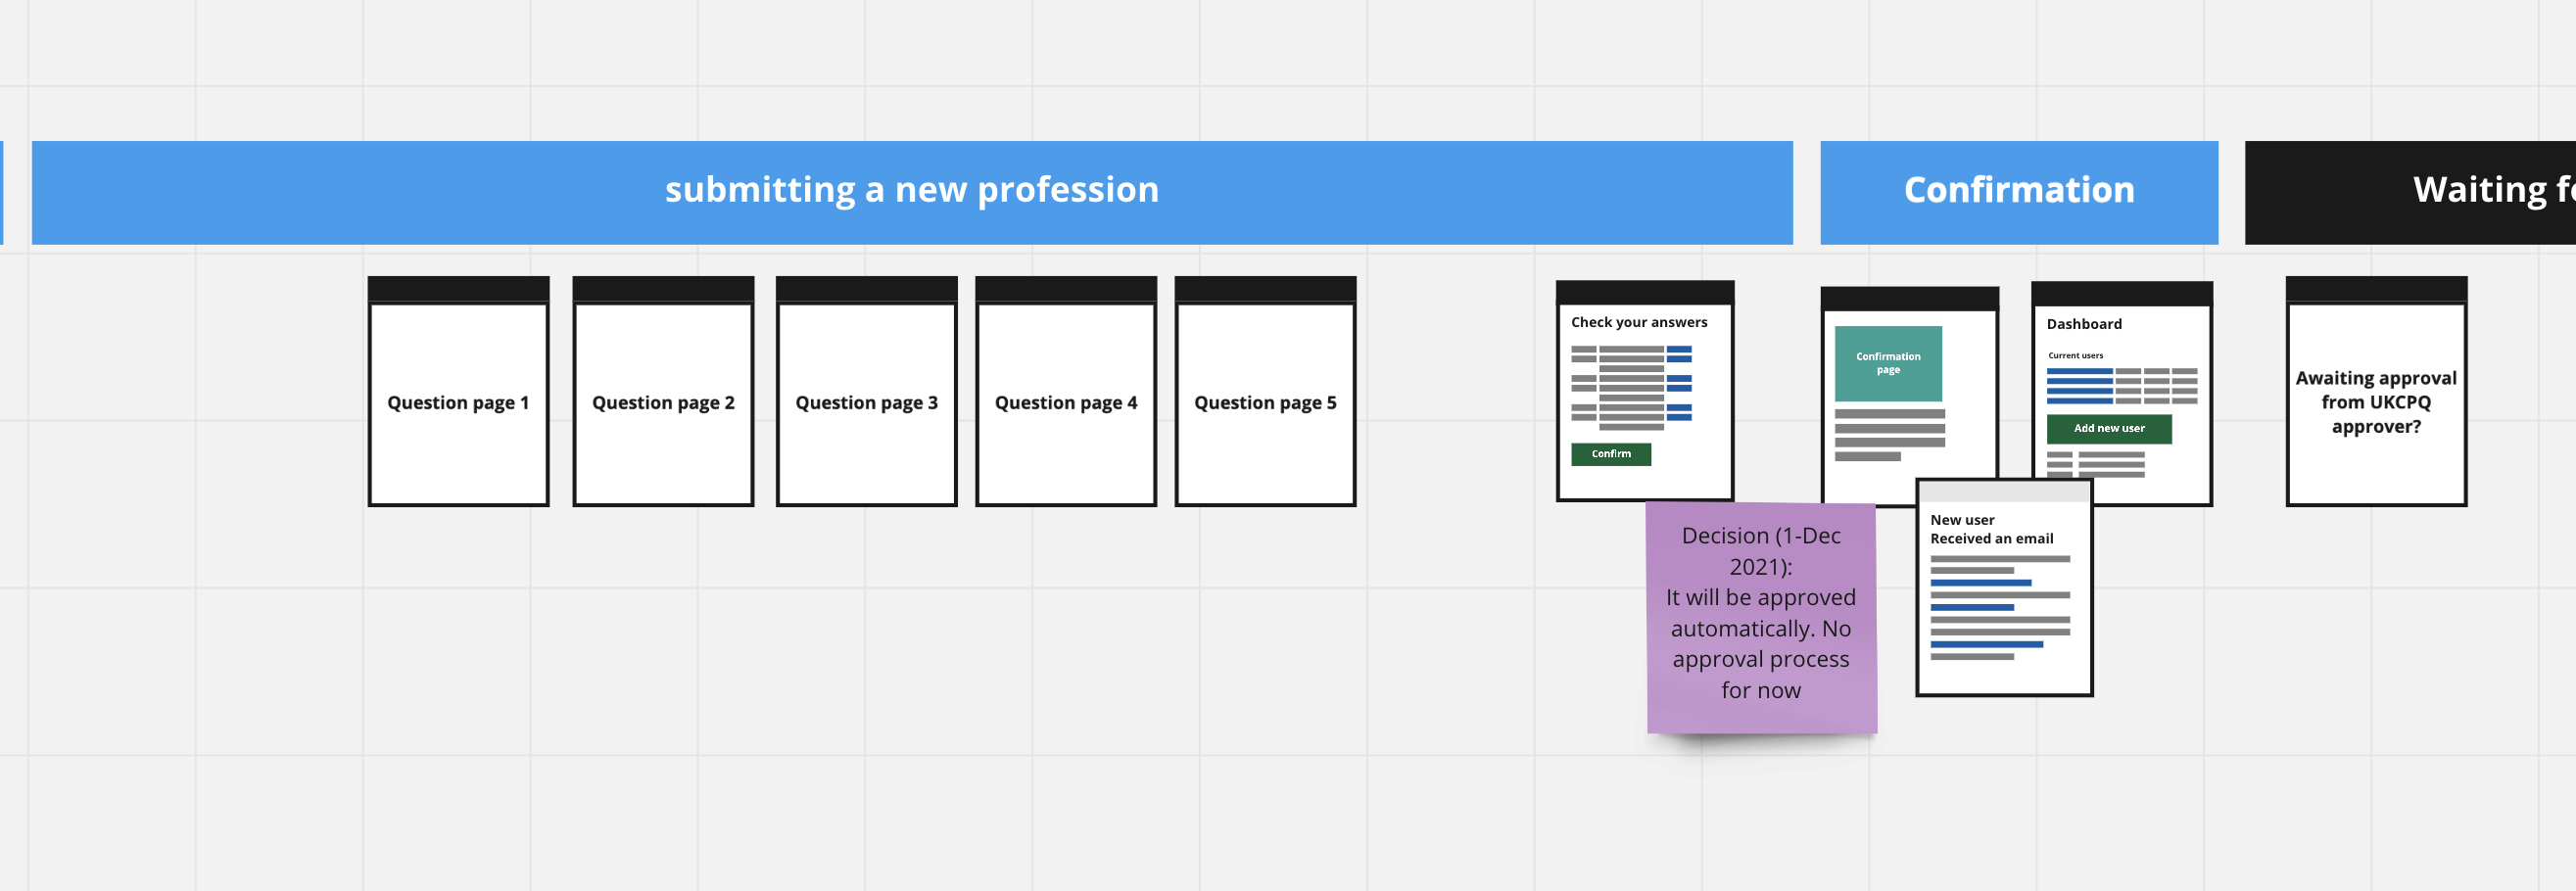 submitting a new profession
Confirmation
Waiting
Question page 1
Question page 2
Question page 3
Question page 4
Question page 5
Check your answers
Confirm
Confirmation
page
Dashboard
Current users
Add new user
Awaiting approval
from UKCPQ
approver?
Decision (1-Dec
2021):
It will be approved
automatically. No
approval process
for now
New user
Received an email